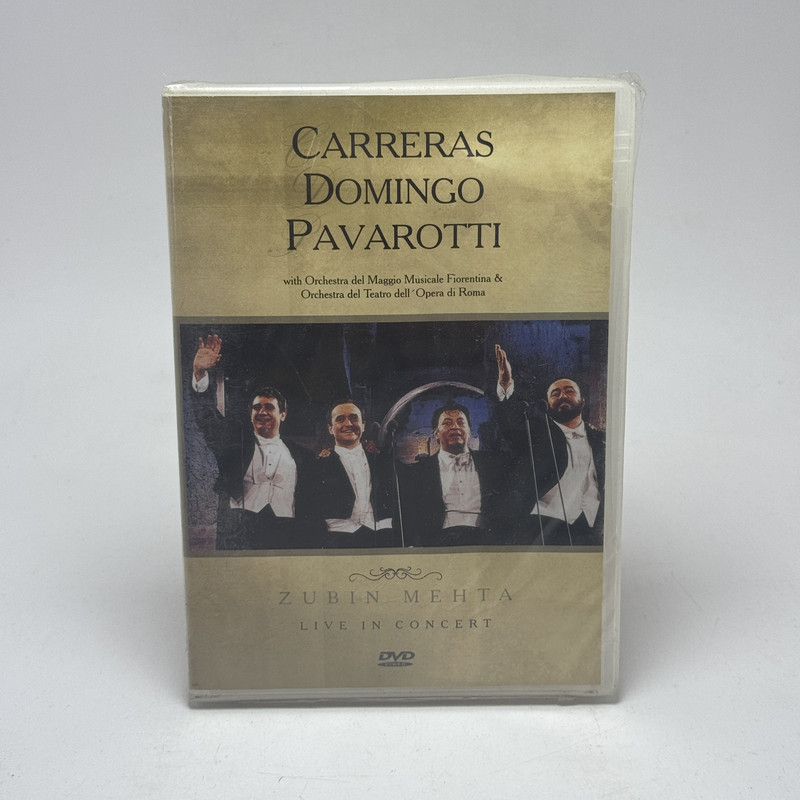 CARRERAS
DOMINGO
PAVAROTTI
with Orchestra del Maggio Musicale Fiorentina &
Orchestra del Teatro dell'Opera di Roma
ZUBIN MEHTA
LIVE IN CONCERT
DVD
VIDEO